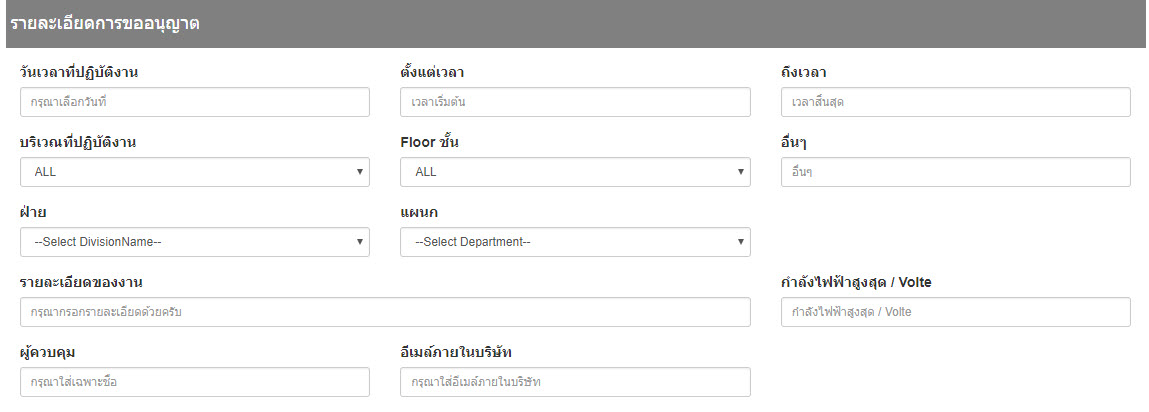 รายละเอียดการขออนุญาต
วันเวลาที่ปฏิบัติงาน ตั้งแต่เวลา ถึงเวลา
กรุณาเลือกวันที่ เวลาเริ่มต้น เวลาสิ้นสุด
บริเวณที่ปฏิบัติงาน Floor ชั้น อื่นๆ
ALL ALL อื่นๆ
ฝ่าย แผนก
--Select DivisionName-- --Select Department--
รายละเอียดของงาน กำลังไฟฟ้าสูงสุด / Volte
กรุณากรอกรายละเอียดด้วยครับ กำลังไฟฟ้าสูงสุด / Volte
ผู้ควบคุม อีเมล์ภายในบริษัท
กรุณาใส่เฉพาะชื่อ กรุณาใส่อีเมล์ภายในบริษัท